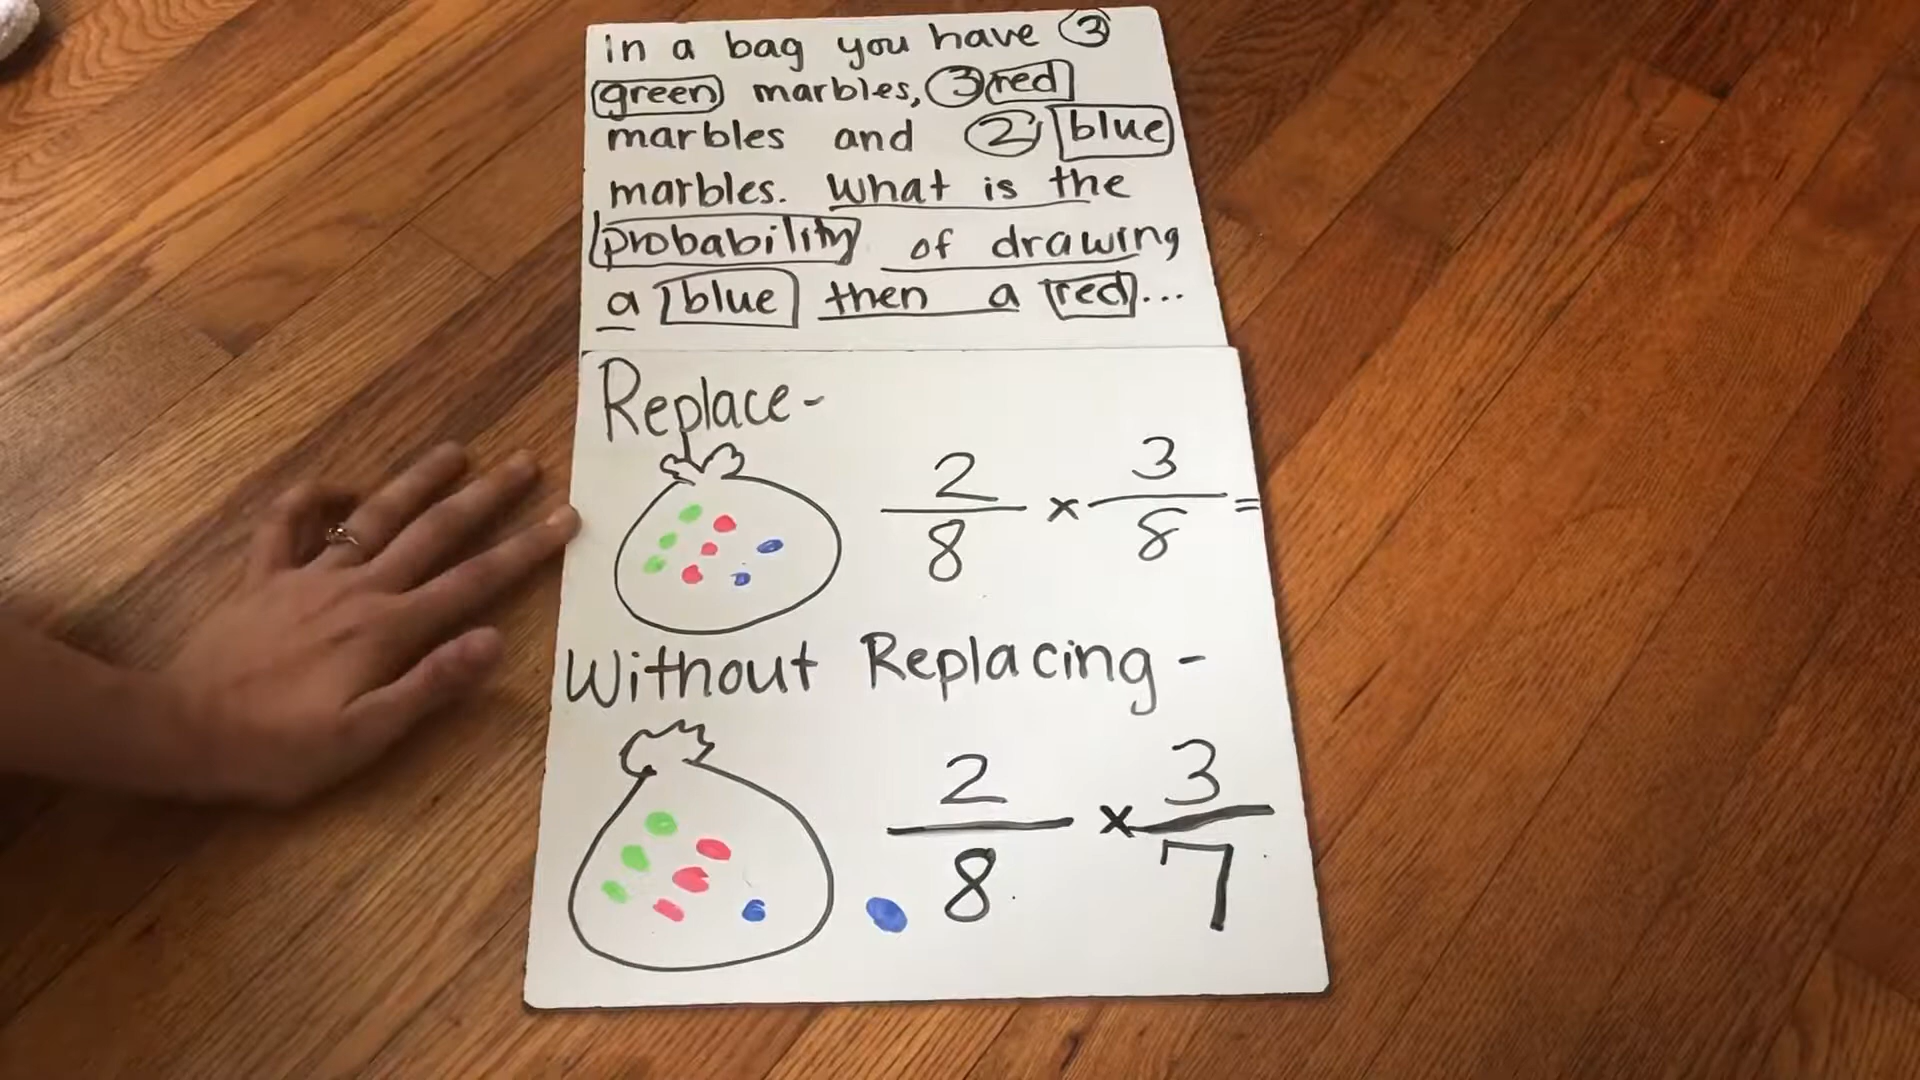 in a bag you have 3
green marbles, 3 red
marbles and 2 blue
marbles. What is the
probability of drawing
a blue then a red...
Replace-
2/8 x 3/8 =
Without Replacing-
2/8 x 3/7